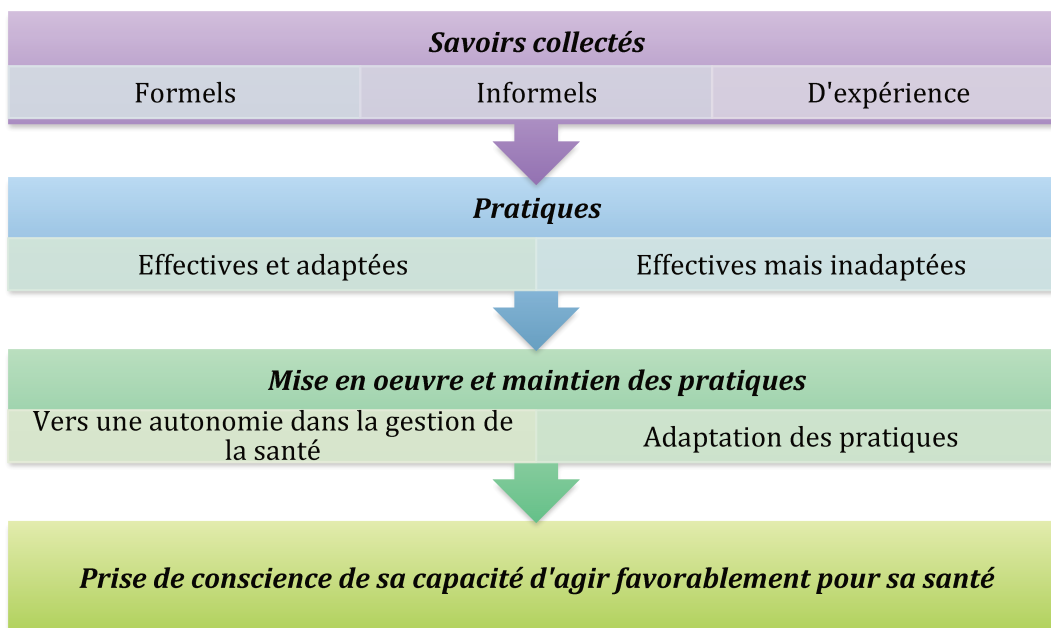 Savoirs collectés
Formels
Informels
D'expérience
Pratiques
Effectives et adaptées
Effectives mais inadaptées
Mise en oeuvre et maintien des pratiques
Vers une autonomie dans la gestion de
la santé
Adaptation des pratiques
Prise de conscience de sa capacité d'agir favorablement pour sa santé